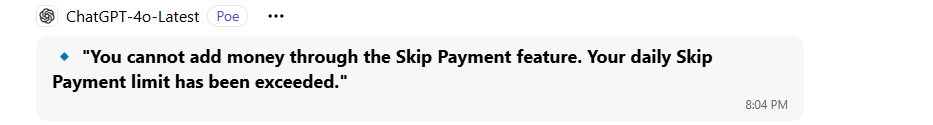 ChatGPT-4o-Latest Poe
🔹 "You cannot add money through the Skip Payment feature. Your daily Skip
Payment limit has been exceeded."
8:04 PM